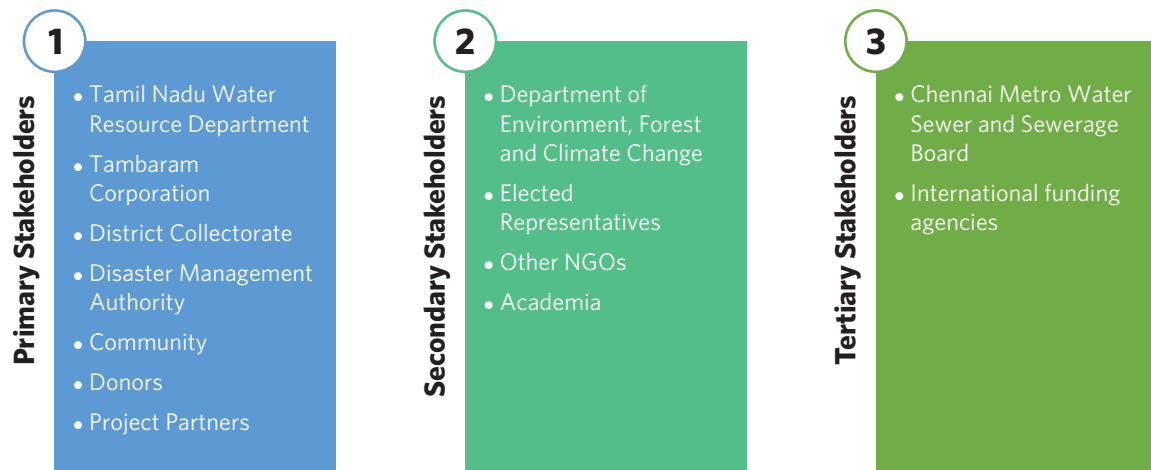 1
Primary Stakeholders
• Tamil Nadu Water
Resource Department
• Tambaram
Corporation
• District Collectorate
• Disaster Management
Authority
• Community
• Donors
• Project Partners
2
Secondary Stakeholders
• Department of
Environment, Forest
and Climate Change
• Elected
Representatives
• Other NGOs
• Academia
3
Tertiary Stakeholders
• Chennai Metro Water
Sewer and Sewerage
Board
• International funding
agencies